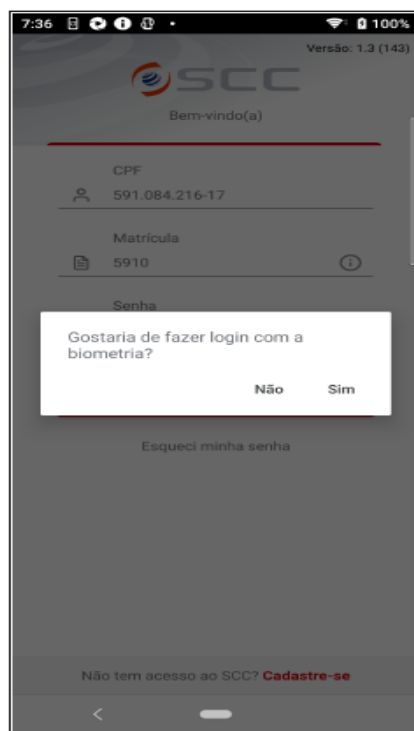 7:36
100%
Versão: 1.3 (143)
SCC
Bem-vindo(a)
CPF
591.084.216-17
Matrícula
5910
Senha
Gostaria de fazer login com a
biometria?
Não Sim
Esqueci minha senha
Não tem acesso ao SCC? Cadastre-se